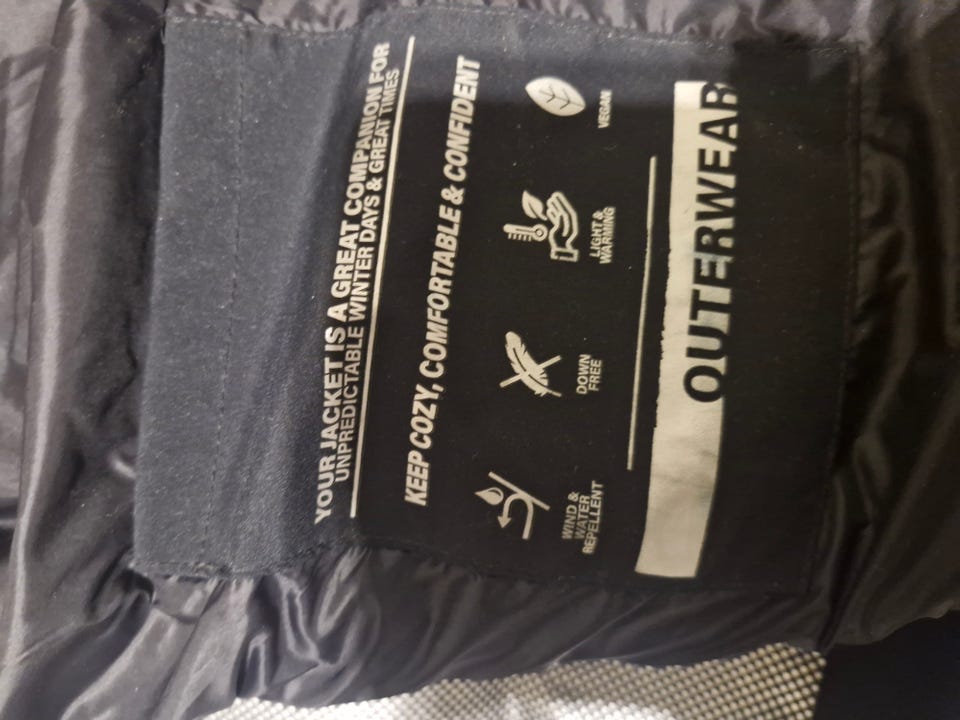 YOUR JACKET IS A GREAT COMPANION FOR
UNPREDICTABLE WINTER DAYS & GREAT TIMES
KEEP COZY, COMFORTABLE & CONFIDENT
WIND &
WATER
REPELLENT
DOWN
FREE
LIGHT &
WARMING
VEGAN
OUTERWEAR